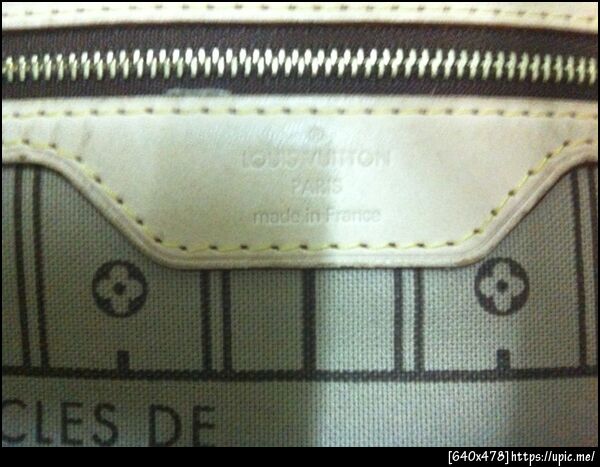 LOUIS VUITTON
PARIS
made in France
CLES DE
[640x478]https://upic.me/